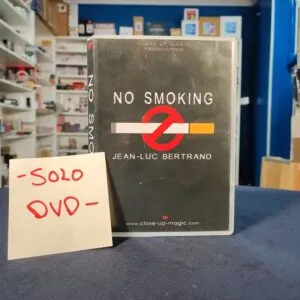 CLOSE-UP-MAGIC
PRODUCTION
NO SMOKING
JEAN-LUC BERTRAND
www.close-up-magic.com
NO SMO
- SOLO
DVD -